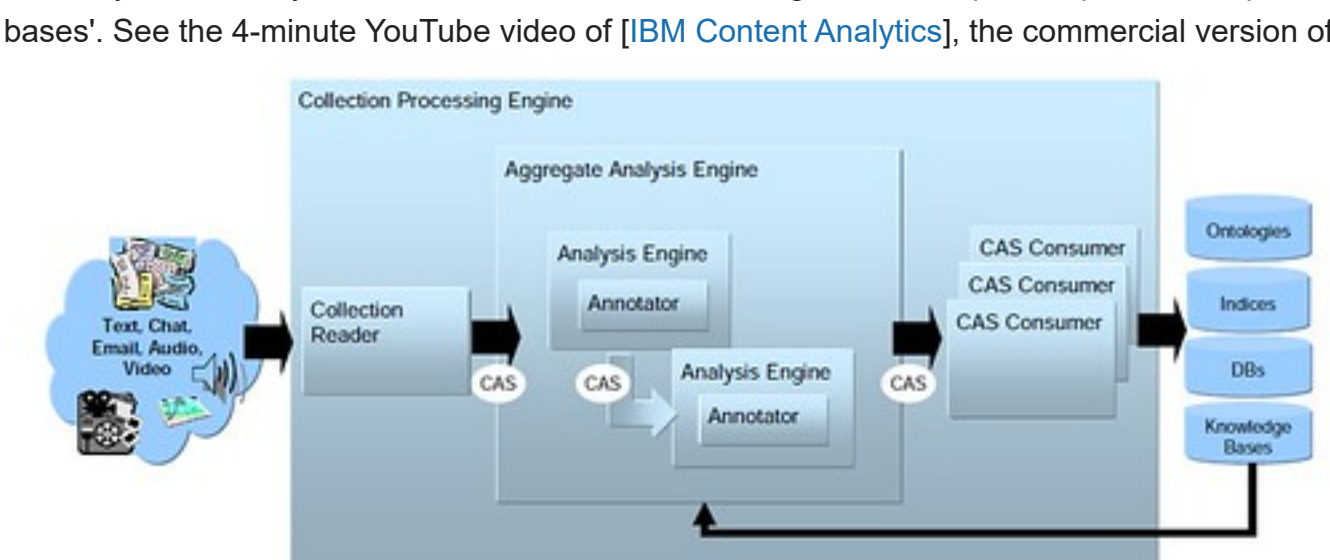 bases'. See the 4-minute YouTube video of [IBM Content Analytics], the commercial version of
Collection Processing Engine
Aggregate Analysis Engine
Analysis Engine
Annotator
Analysis Engine
Annotator
Collection
Reader
Text, Chat,
Email, Audio,
Video
CAS
CAS
CAS
CAS Consumer
CAS Consumer
CAS Consumer
Ontologies
Indices
DBs
Knowledge
Bases